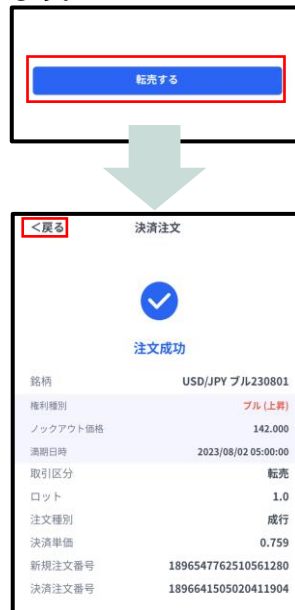 転売する
<戻る 決済注文
注文成功
銘柄 USD/JPY ブル230801
権利種別 ブル (上昇)
ノックアウト価格 142.000
満期日時 2023/08/02 05:00:00
取引区分 転売
ロット 1.0
注文種別 成行
決済単価 0.759
新規注文番号 1896547762510561280
決済注文番号 1896641505020411904